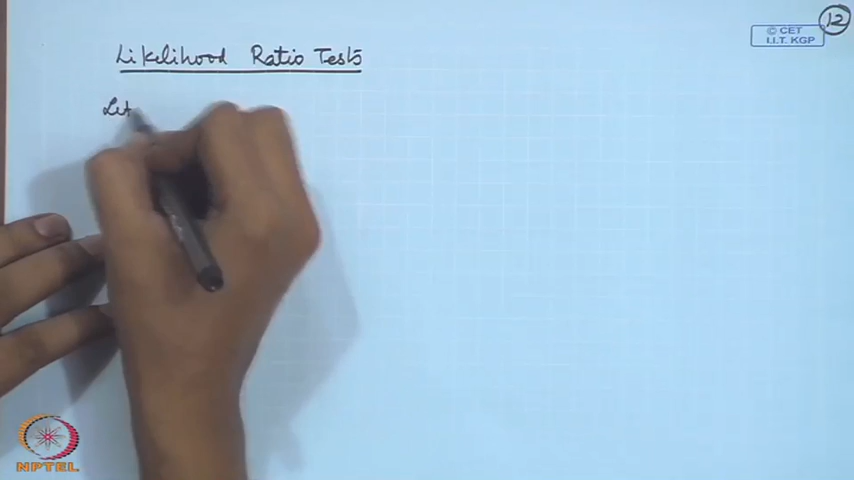 12
© CET
I.I.T. KGP
Likelihood Ratio Tests
Let
NPTEL